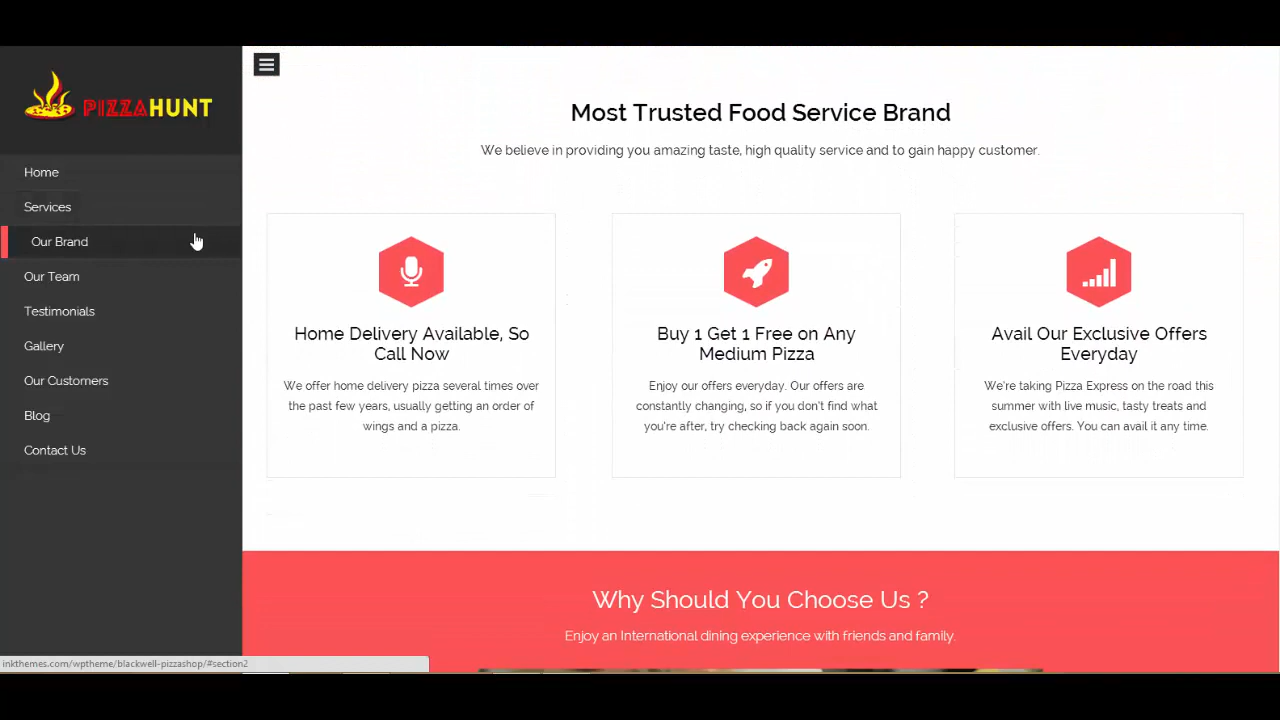 PIZZAHUNT
Home
Services
Our Brand
Our Team
Testimonials
Gallery
Our Customers
Blog
Contact Us
Most Trusted Food Service Brand
We believe in providing you amazing taste, high quality service and to gain happy customer.
Home Delivery Available, So
Call Now
We offer home delivery pizza several times over
the past few years, usually getting an order of
wings and a pizza.
Buy 1 Get 1 Free on Any
Medium Pizza
Enjoy our offers everyday. Our offers are
constantly changing, so if you don't find what
you're after, try checking back again soon.
Avail Our Exclusive Offers
Everyday
We're taking Pizza Express on the road this
summer with live music, tasty treats and
exclusive offers. You can avail it any time.
Why Should You Choose Us ?
Enjoy an International dining experience with friends and family.
inkthemes.com/wptheme/blackwell-pizzashop/#section2